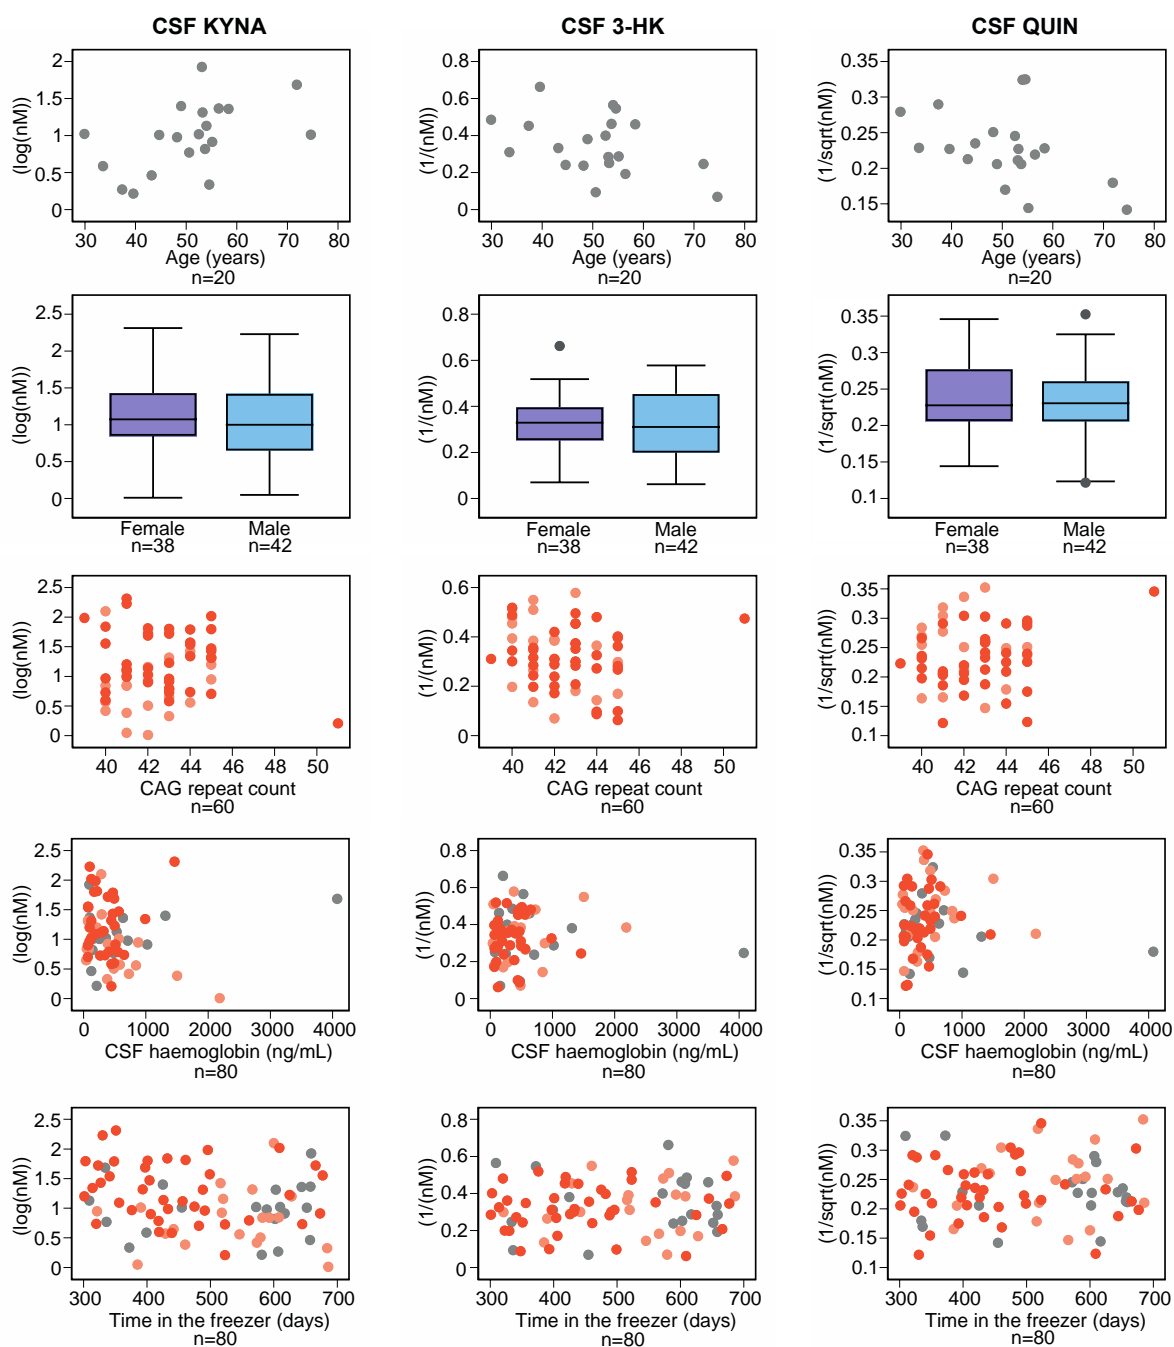 CSF KYNA
CSF 3-HK
CSF QUIN
(log(nM))
2
1.5
1
0.5
0
30 40 50 60 70 80
Age (years)
n=20
(1/(nM))
0.8
0.6
0.4
0.2
0
30 40 50 60 70 80
Age (years)
n=20
(1/sqrt(nM))
0.35
0.3
0.25
0.2
0.15
30 40 50 60 70 80
Age (years)
n=20
(log(nM))
2.5
2
1.5
1
0.5
0
Female Male
n=38 n=42
(1/(nM))
0.8
0.6
0.4
0.2
0
Female Male
n=38 n=42
(1/sqrt(nM))
0.35
0.3
0.25
0.2
0.15
0.1
Female Male
n=38 n=42
(log(nM))
2.5
2
1.5
1
0.5
0
40 42 44 46 48 50
CAG repeat count
n=60
(1/(nM))
0.6
0.4
0.2
0
40 42 44 46 48 50
CAG repeat count
n=60
(1/sqrt(nM))
0.35
0.3
0.25
0.2
0.15
0.1
40 42 44 46 48 50
CAG repeat count
n=60
(log(nM))
2.5
2
1.5
1
0.5
0
0 1000 2000 3000 4000
CSF haemoglobin (ng/mL)
n=80
(1/(nM))
0.8
0.6
0.4
0.2
0
0 1000 2000 3000 4000
CSF haemoglobin (ng/mL)
n=80
(1/sqrt(nM))
0.35
0.3
0.25
0.2
0.15
0.1
0 1000 2000 3000 4000
CSF haemoglobin (ng/mL)
n=80
(log(nM))
2.5
2
1.5
1
0.5
0
300 400 500 600 700
Time in the freezer (days)
n=80
(1/(nM))
0.8
0.6
0.4
0.2
0
300 400 500 600 700
Time in the freezer (days)
n=80
(1/sqrt(nM))
0.35
0.3
0.25
0.2
0.15
0.1
300 400 500 600 700
Time in the freezer (days)
n=80